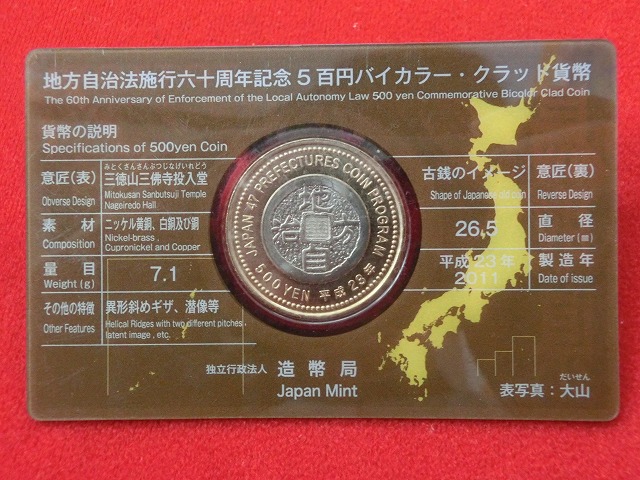 地方自治法施行六十周年記念5百円バイカラー・クラッド貨幣
The 60th Anniversary of Enforcement of the Local Autonomy Law 500 yen Commemorative Bicolor Clad Coin
貨幣の説明
Specifications of 500yen Coin
意匠(表)
Obverse Design
みとくさんさんぶつじなげいれどう
三徳山三佛寺投入堂
Mitokusan Sanbutsuji Temple
Nageiredo Hall
素材
Composition
ニッケル黄銅、白銅及び銅
Nickel-brass,
Cupronickel and Copper
量目
Weight (g)
7.1
その他の特徴
Other Features
異形斜めギザ、潜像等
Helical Ridges with two different pitches,
latent image, etc.
JAPAN 47 PREFECTURES COIN PROGRAM
地方自治
500YEN 平成23年
古銭のイメージ
Shape of Japanese old coin
意匠(裏)
Reverse Design
26.5
直径
Diameter (㎜)
平成23年
2011
製造年
Date of issue
独立行政法人 造幣局
Japan Mint
だいせん
表写真:大山